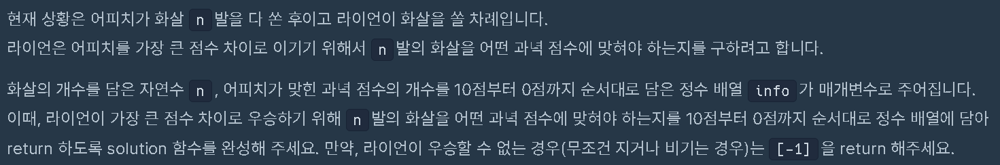 현재 상황은 어피치가 화살 n 발을 다 쏜 후이고 라이언이 화살을 쏠 차례입니다.
라이언은 어피치를 가장 큰 점수 차이로 이기기 위해서 n 발의 화살을 어떤 과녁 점수에 맞혀야 하는지를 구하려고 합니다.
화살의 개수를 담은 자연수 n , 어피치가 맞힌 과녁 점수의 개수를 10점부터 0점까지 순서대로 담은 정수 배열 info 가 매개변수로 주어집니다.
이때, 라이언이 가장 큰 점수 차이로 우승하기 위해 n 발의 화살을 어떤 과녁 점수에 맞혀야 하는지를 10점부터 0점까지 순서대로 정수 배열에 담아
return 하도록 solution 함수를 완성해 주세요. 만약, 라이언이 우승할 수 없는 경우(무조건 지거나 비기는 경우)는 [-1] 을 return 해주세요.